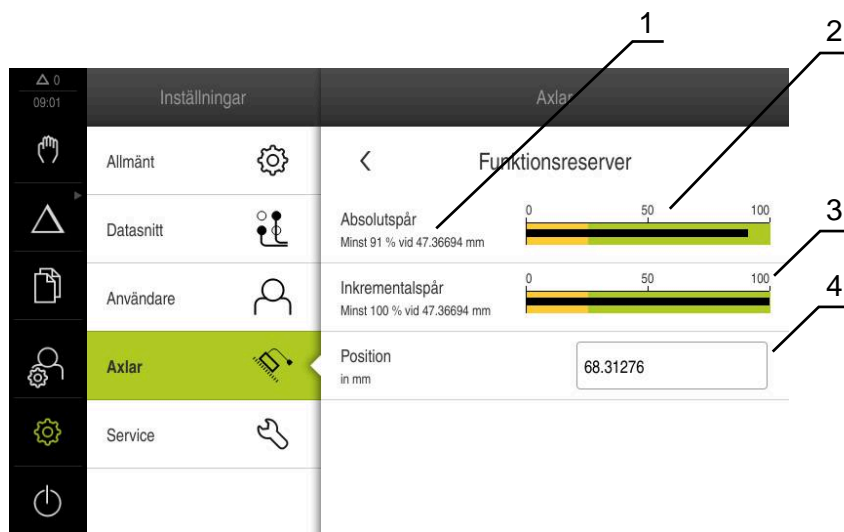 1
2
0
09:01
Inställningar
Axlar
Allmänt
Funktionsreserver
Absolutspår
Minst 91 % vid 47.36694 mm
0 50 100
Datasnitt
3
Inkrementalspår
Minst 100 % vid 47.36694 mm
0 50 100
Användare
4
Position
in mm
68.31276
Axlar
Service